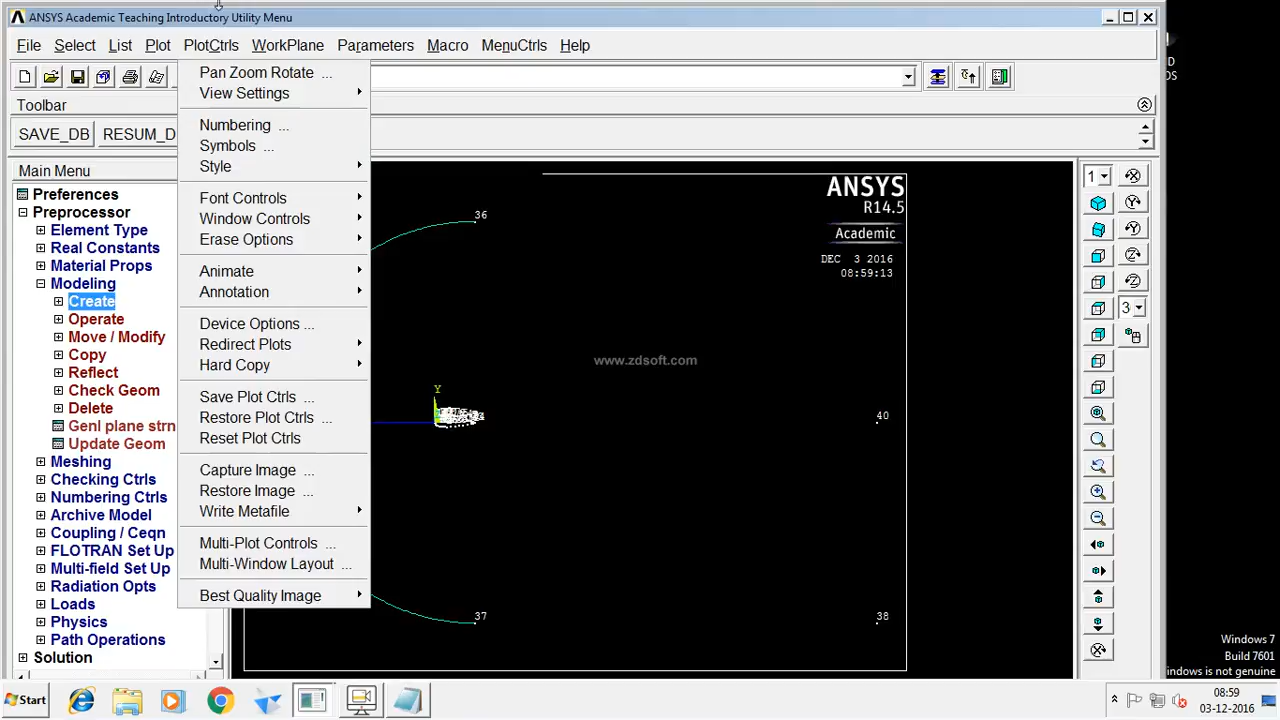 ANSYS Academic Teaching Introductory Utility Menu
File Select List Plot PlotCtrls WorkPlane Parameters Macro MenuCtrls Help
Toolbar
SAVE_DB RESUM_D
Main Menu
Preferences
Preprocessor
Element Type
Real Constants
Material Props
Modeling
Create
Operate
Move / Modify
Copy
Reflect
Check Geom
Delete
Genl plane strn
Update Geom
Meshing
Checking Ctrls
Numbering Ctrls
Archive Model
Coupling / Ceqn
FLOTRAN Set Up
Multi-field Set Up
Radiation Opts
Loads
Physics
Path Operations
Solution
Pan Zoom Rotate ...
View Settings
Numbering ...
Symbols ...
Style
Font Controls
Window Controls
Erase Options
Animate
Annotation
Device Options ...
Redirect Plots
Hard Copy
Save Plot Ctrls ...
Restore Plot Ctrls ...
Reset Plot Ctrls
Capture Image ...
Restore Image ...
Write Metafile
Multi-Plot Controls ...
Multi-Window Layout ...
Best Quality Image
36
ANSYS
R14.5
Academic
DEC 3 2016
08:59:13
www.zdsoft.com
Y
40
37
38
1
3
D
DS
Windows 7
Build 7601
indows is not genuine
Start
08:59
03-12-2016